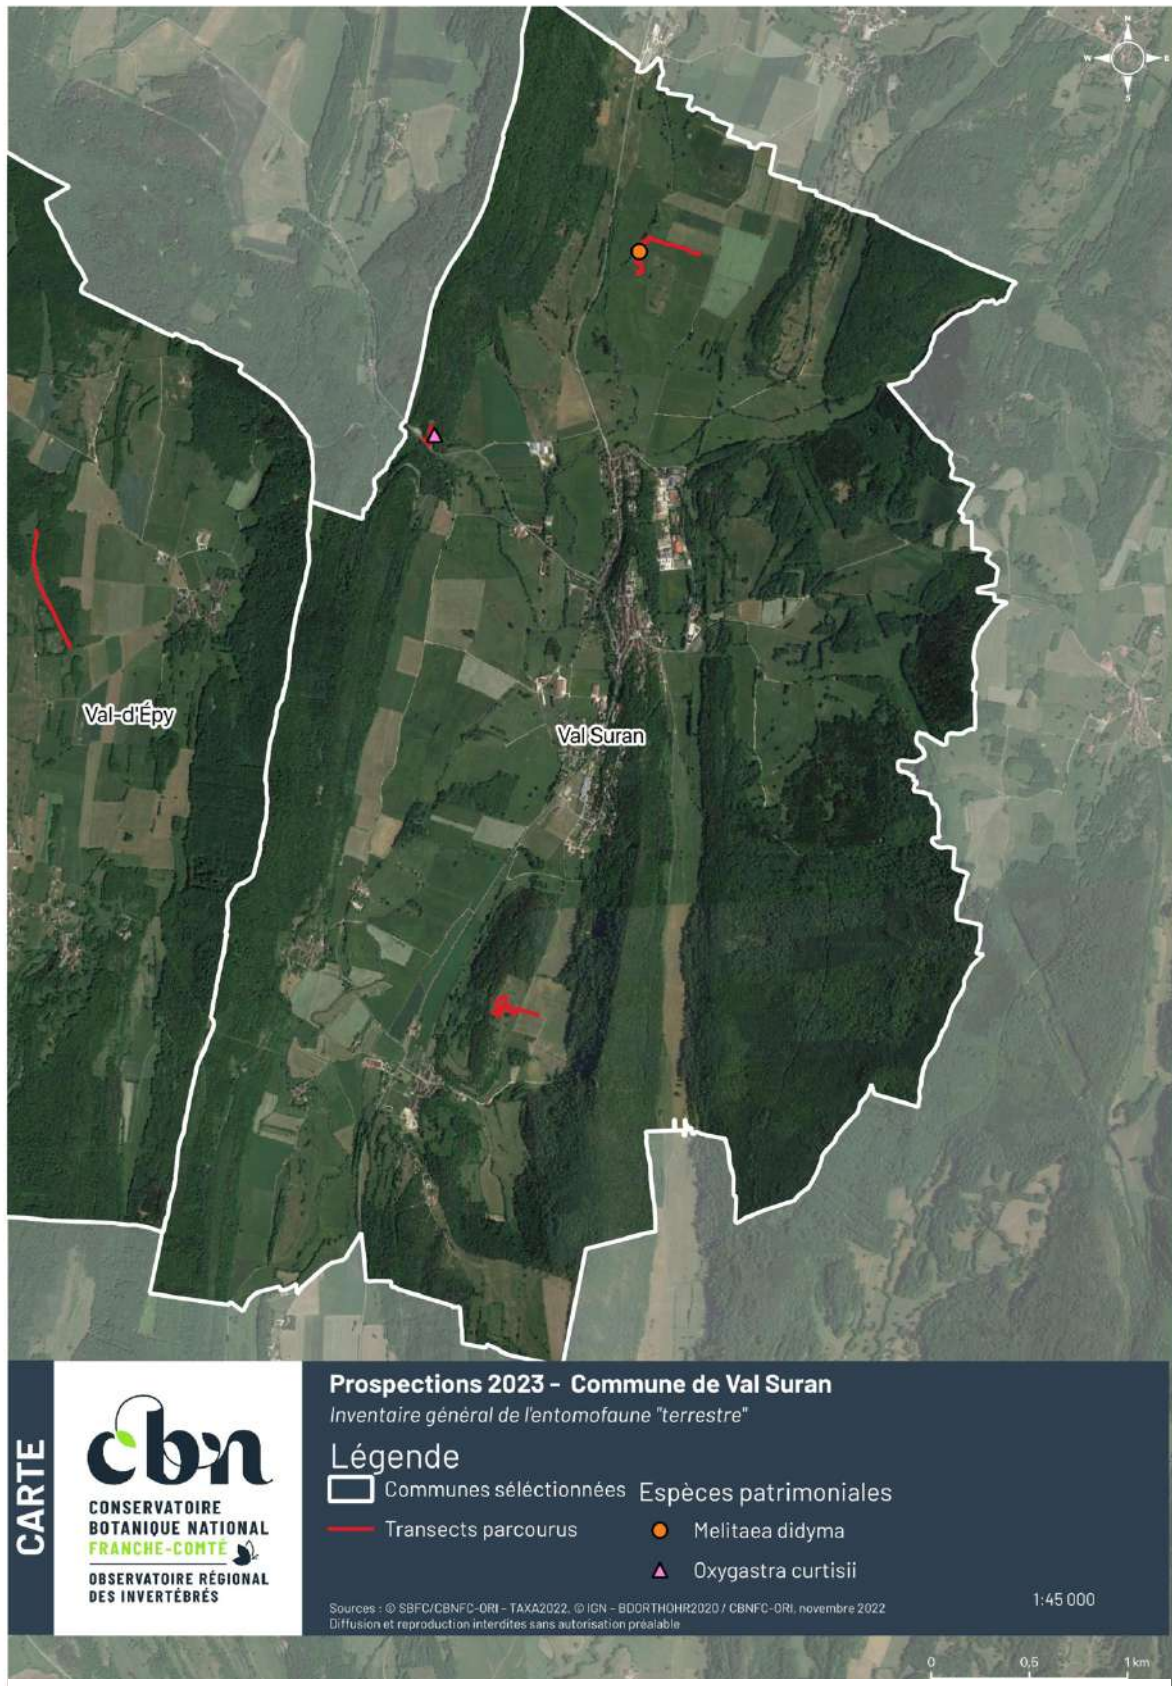 N
W
E
S
Val-d'Épy
Val Suran
CARTE
cbn
CONSERVATOIRE
BOTANIQUE NATIONAL
FRANCHE-COMTÉ
OBSERVATOIRE RÉGIONAL
DES INVERTÉBRÉS
Prospections 2023 - Commune de Val Suran
Inventaire général de l'entomofaune "terrestre"
Légende
Communes séléctionnées
Transects parcourus
Espèces patrimoniales
Melitaea didyma
Oxygastra curtisii
Sources : © SBFC/CBNFC-ORI - TAXA2022, © IGN - BDORTHOHR2020 / CBNFC-ORI, novembre 2022
Diffusion et reproduction interdites sans autorisation préalable
1:45 000
0 0,5 1 km